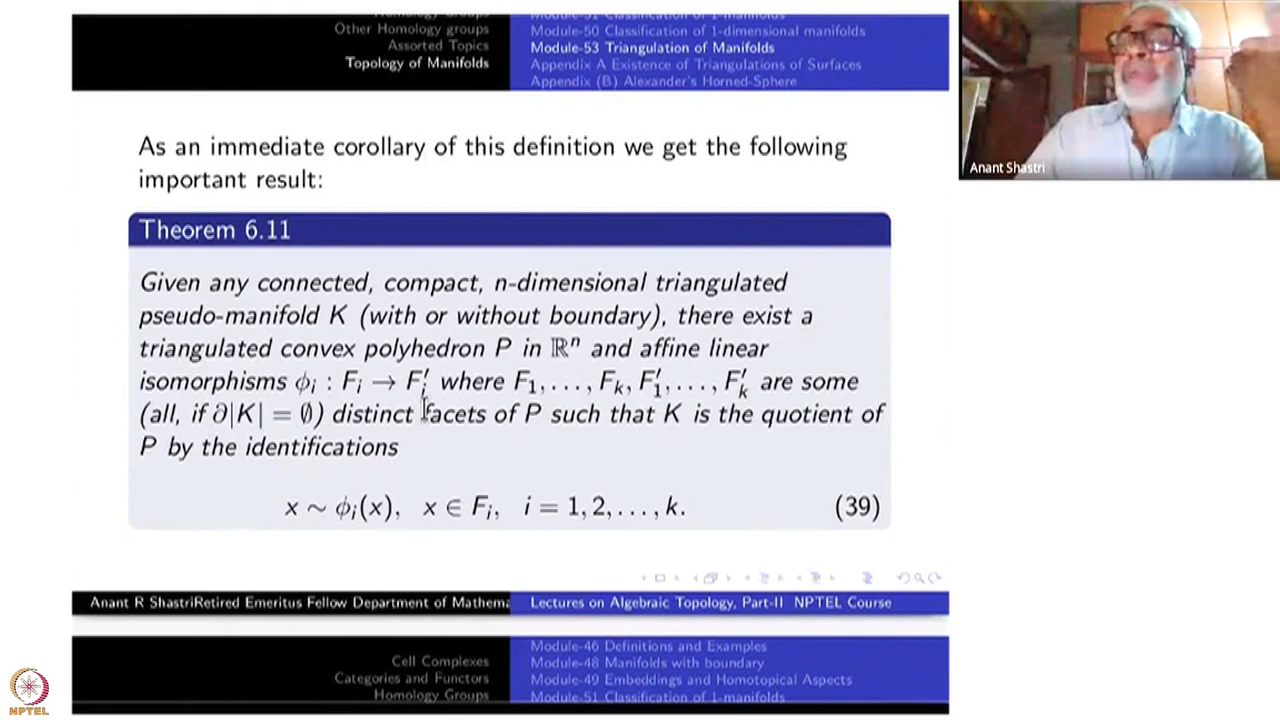 Other Homology groups
Assorted Topics
Topology of Manifolds
Module-50 Classification of 1-dimensional manifolds
Module-53 Triangulation of Manifolds
Appendix A Existence of Triangulations of Surfaces
Appendix (B) Alexander's Horned-Sphere
Anant Shastri
As an immediate corollary of this definition we get the following
important result:
Theorem 6.11
Given any connected, compact, n-dimensional triangulated
pseudo-manifold K (with or without boundary), there exist a
triangulated convex polyhedron P in ℝⁿ and affine linear
isomorphisms ϕᵢ : Fᵢ → F′ᵢ where F₁, . . . , Fₖ, F′₁, . . . , F′ₖ are some
(all, if ∂|K| = ∅) distinct facets of P such that K is the quotient of
P by the identifications
x ∼ ϕᵢ(x), x ∈ Fᵢ, i = 1, 2, . . . , k. (39)
Anant R ShastriRetired Emeritus Fellow Department of Mathema
Lectures on Algebraic Topology, Part-II NPTEL Course
Cell Complexes
Categories and Functors
Homology Groups
Module-46 Definitions and Examples
Module-48 Manifolds with boundary
Module-49 Embeddings and Homotopical Aspects
Module-51 Classification of 1-manifolds
NPTEL